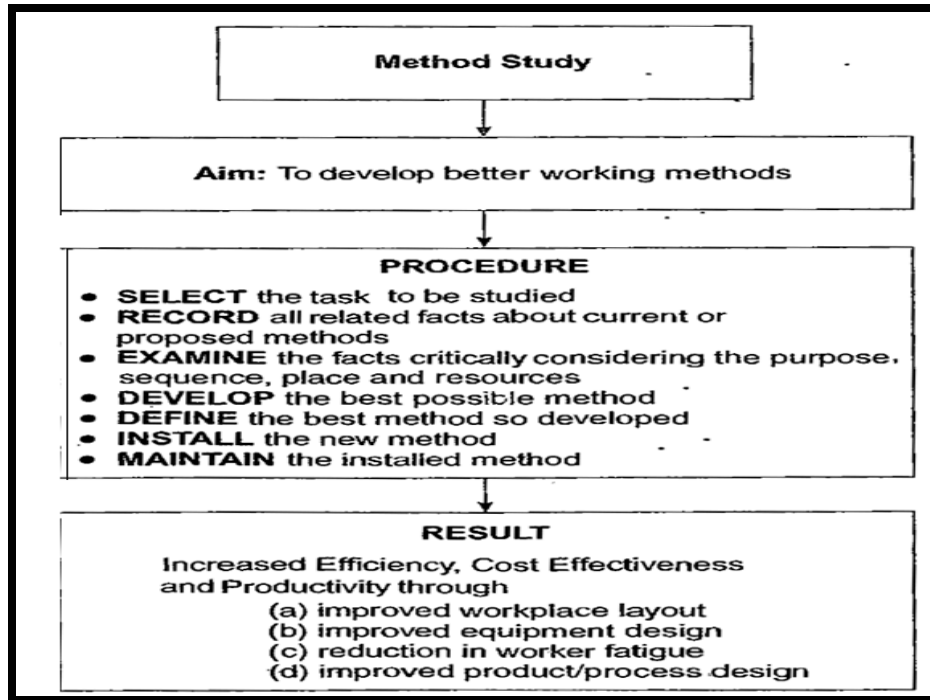 Method Study
Aim: To develop better working methods
PROCEDURE
• SELECT the task to be studied
• RECORD all related facts about current or
proposed methods
• EXAMINE the facts critically considering the purpose,
sequence, place and resources
• DEVELOP the best possible method
• DEFINE the best method so developed
• INSTALL the new method
• MAINTAIN the installed method
RESULT
Increased Efficiency, Cost Effectiveness
and Productivity through
(a) improved workplace layout
(b) improved equipment design
(c) reduction in worker fatigue
(d) improved product/process design